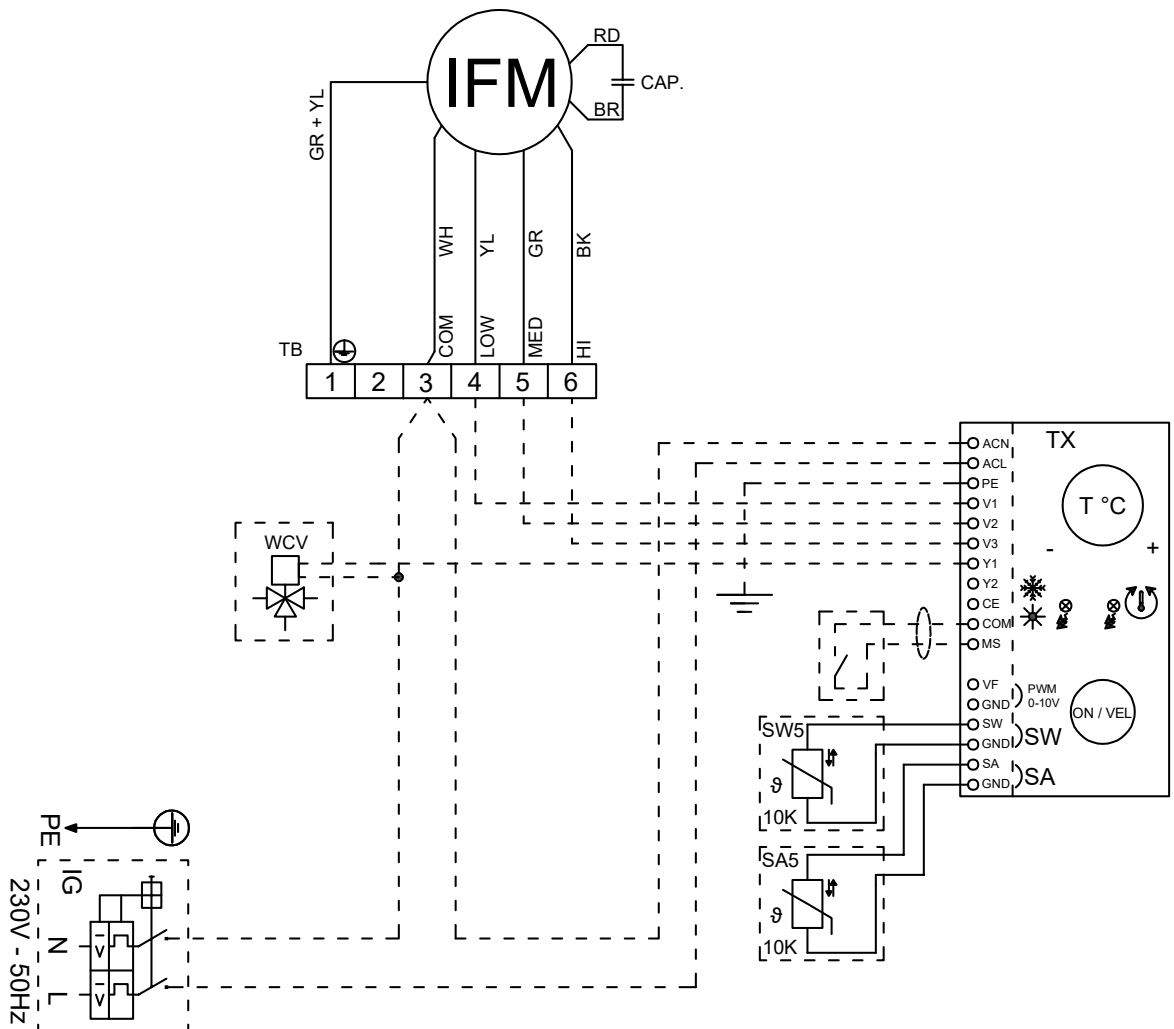 RD
IFM
CAP.
BR
GR + YL
WH
YL
GR
BK
COM
LOW
MED
HI
TB
1 2 3 4 5 6
TX
ACN
ACL
PE
V1
V2
V3
Y1
Y2
CE
COM
MS
VF
GND
SW
GND
SA
GND
T °C
- +
PWM
0-10V
ON / VEL
SW
SA
WCV
SW5
ϑ
10K
SA5
ϑ
10K
PE
IG
N
L
230V - 50Hz